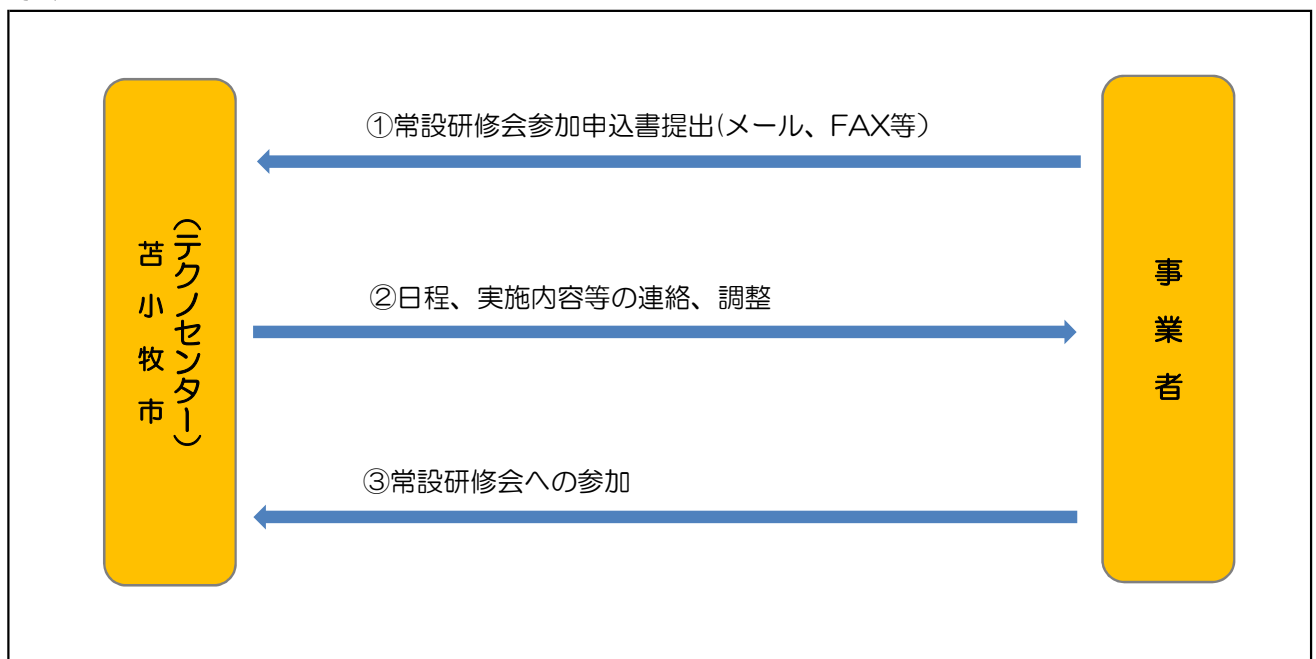 ①常設研修会参加申込書提出(メール、FAX等）
苫小牧市
（テクノセンター）
②日程、実施内容等の連絡、調整
事業者
③常設研修会への参加